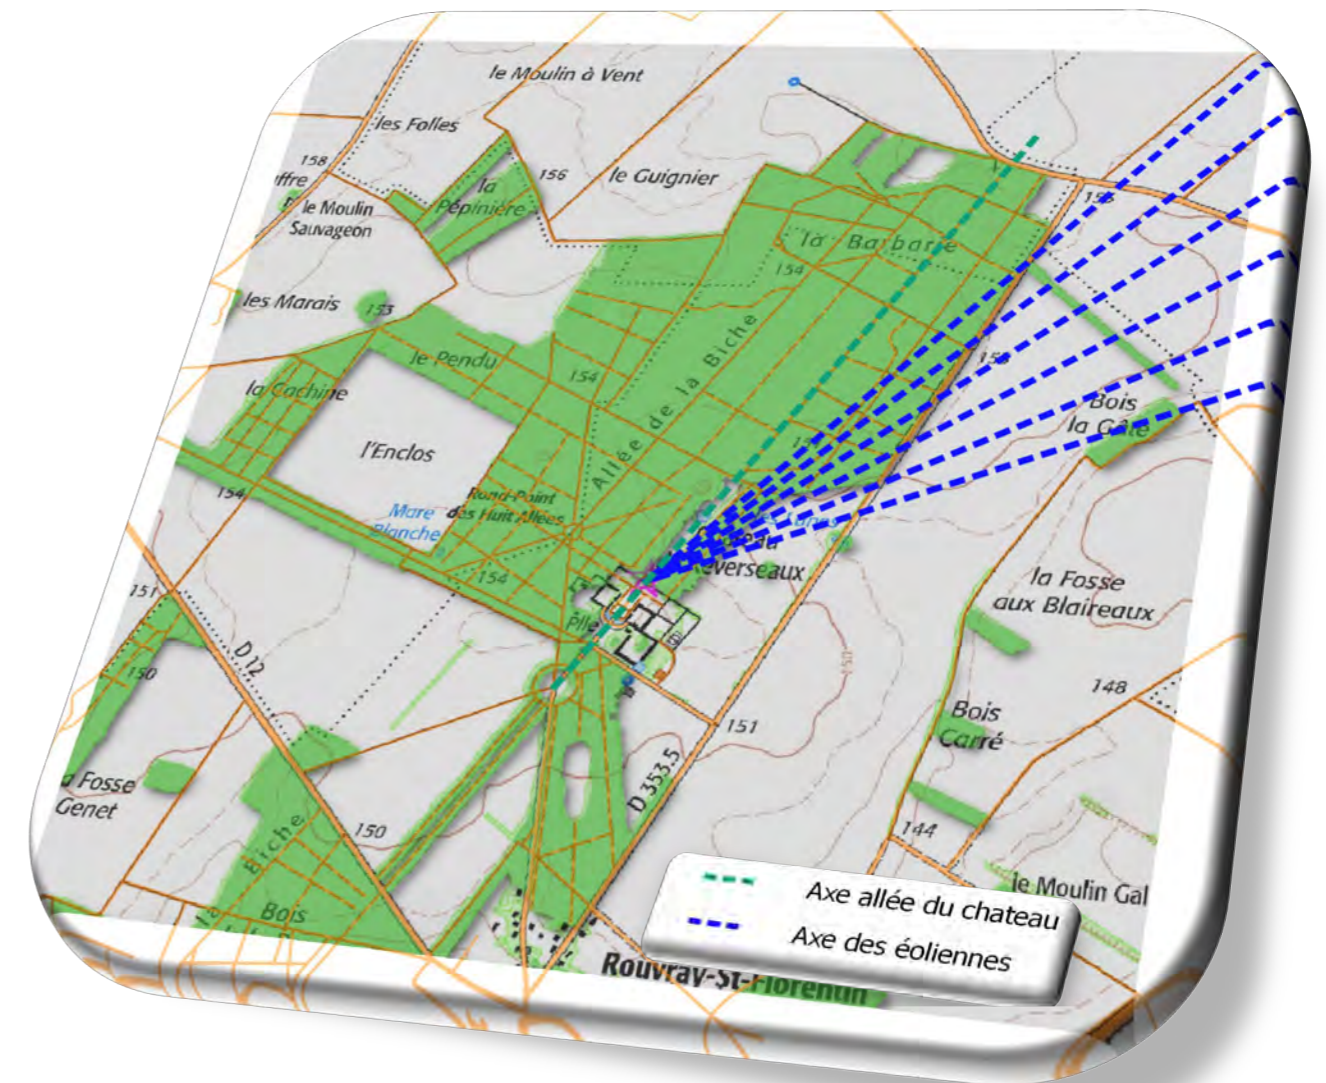 le Moulin à Vent
les Folles
158
156
le Guignier
la
Pépinière
le Moulin
Sauvageon
la Barbarie
154
les Marais
153
Allée de la Biche
le Pendu
154
la Cachine
Bois
la Gâte
l'Enclos
154
Rond-Point
des Huit Allées
Mare
Blanche
154
la Fosse
aux Blaireaux
151
D 12
150
150
148
Bois
Carré
151
D 353.5
Fosse
Genet
150
144
Biche
Bois
le Moulin Gal
Axe allée du chateau
Axe des éoliennes
Rouvray-St-Florentin